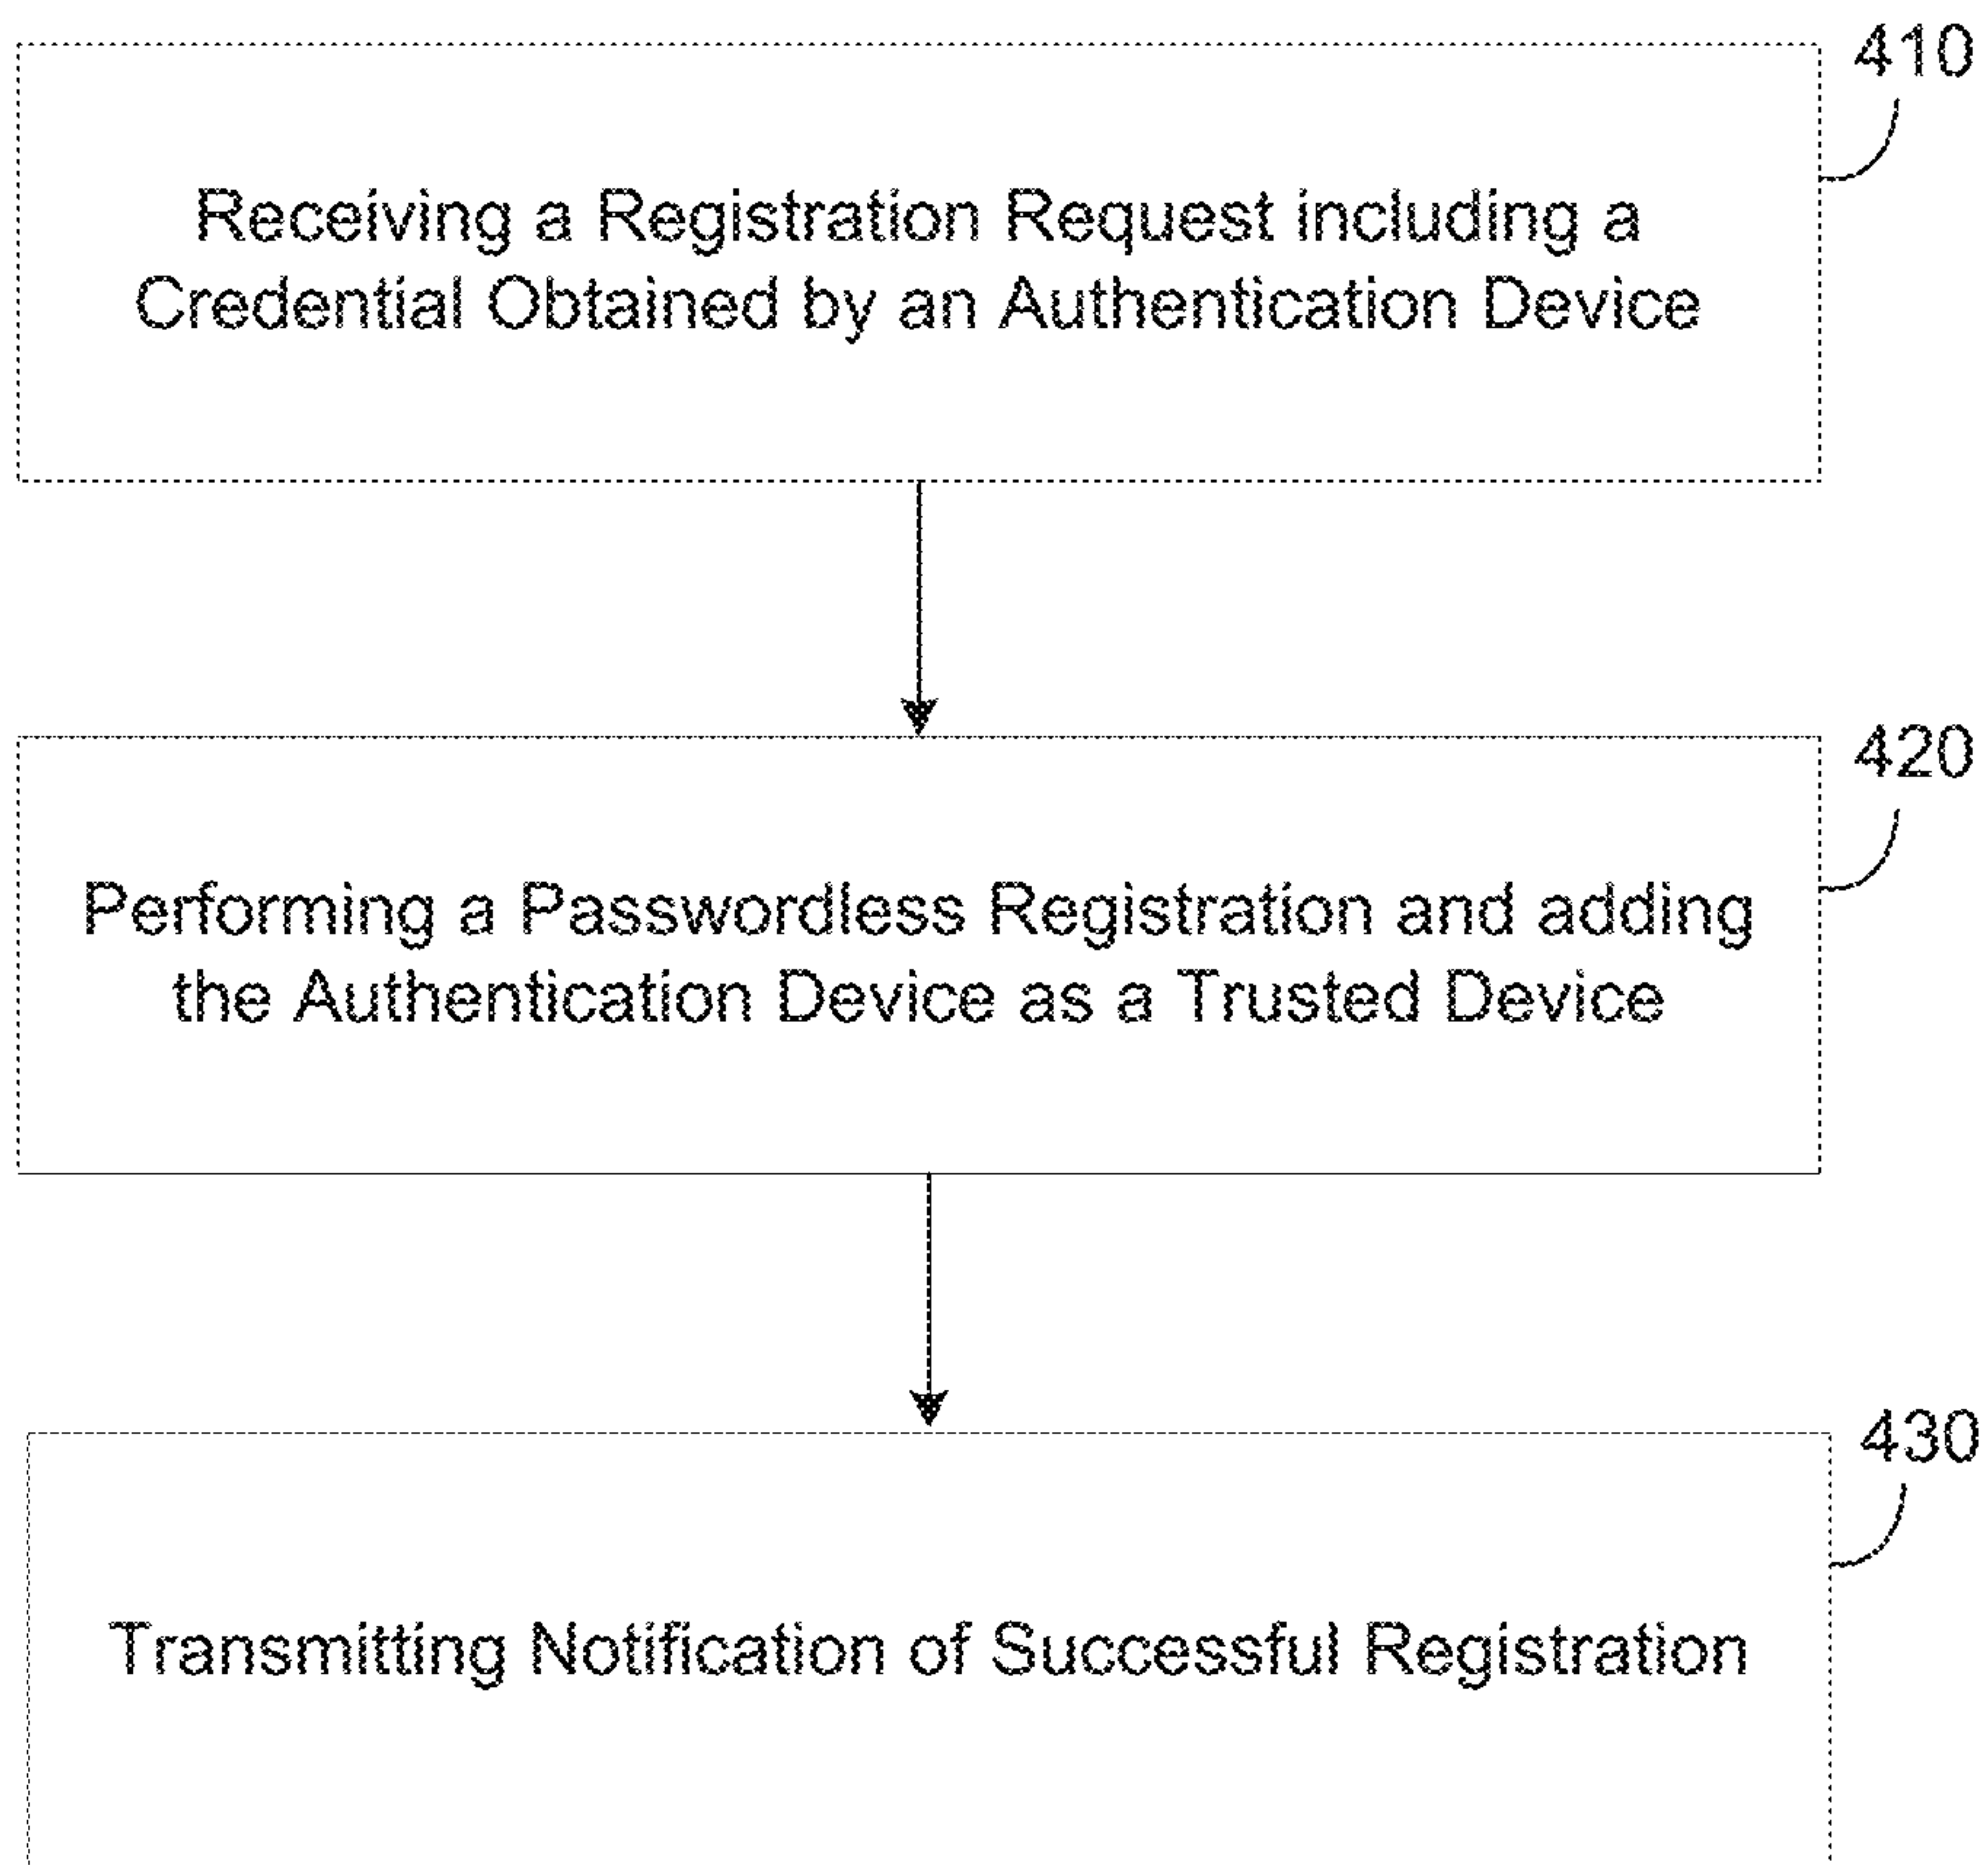 410
Receiving a Registration Request including a
Credential Obtained by an Authentication Device
420
Performing a Passwordless Registration and adding
the Authentication Device as a Trusted Device
430
Transmitting Notification of Successful Registration